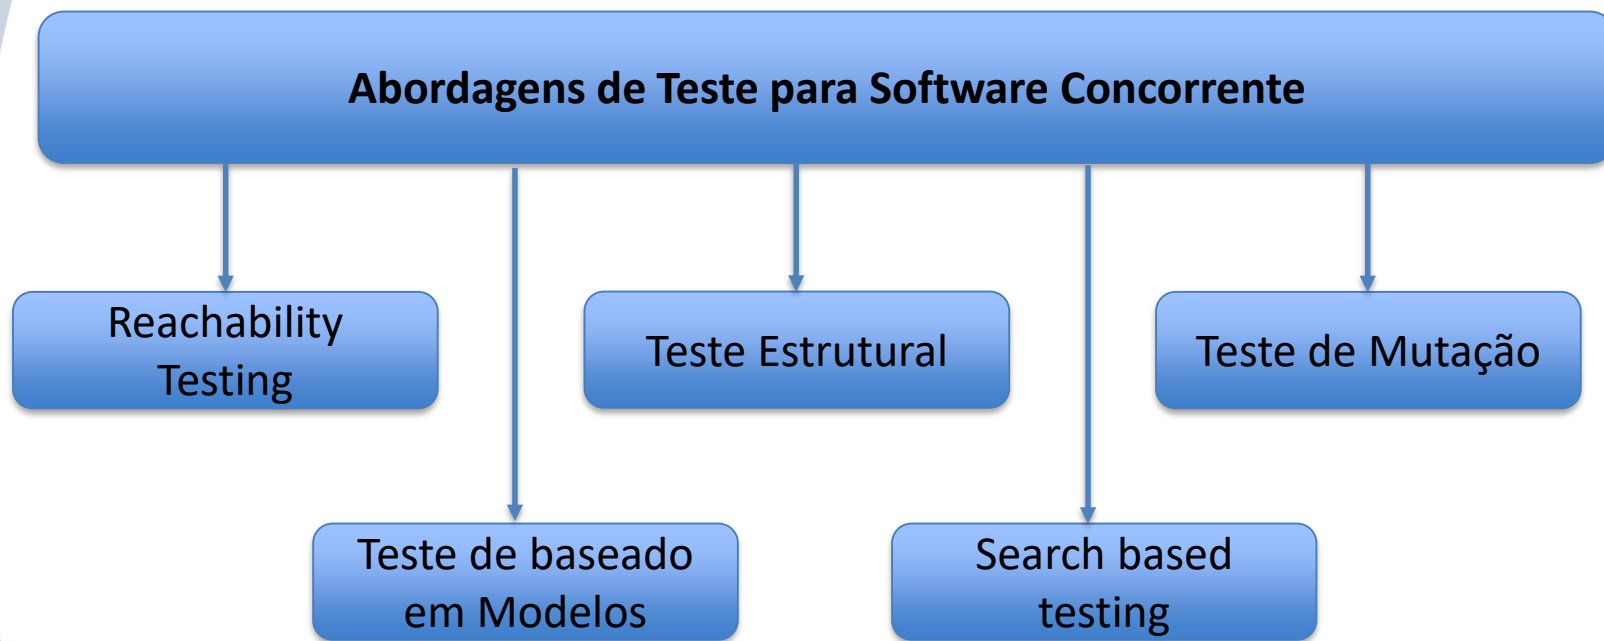 Abordagens de Teste para Software Concorrente
Reachability
Testing
Teste Estrutural
Teste de Mutação
Teste de baseado
em Modelos
Search based
testing